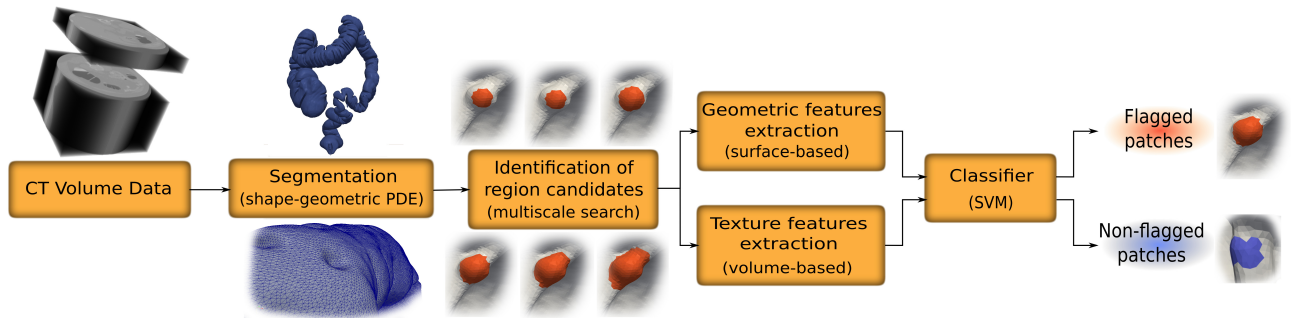 CT Volume Data
Segmentation
(shape-geometric PDE)
Identification of
region candidates
(multiscale search)
Geometric features
extraction
(surface-based)
Texture features
extraction
(volume-based)
Classifier
(SVM)
Flagged
patches
Non-flagged
patches